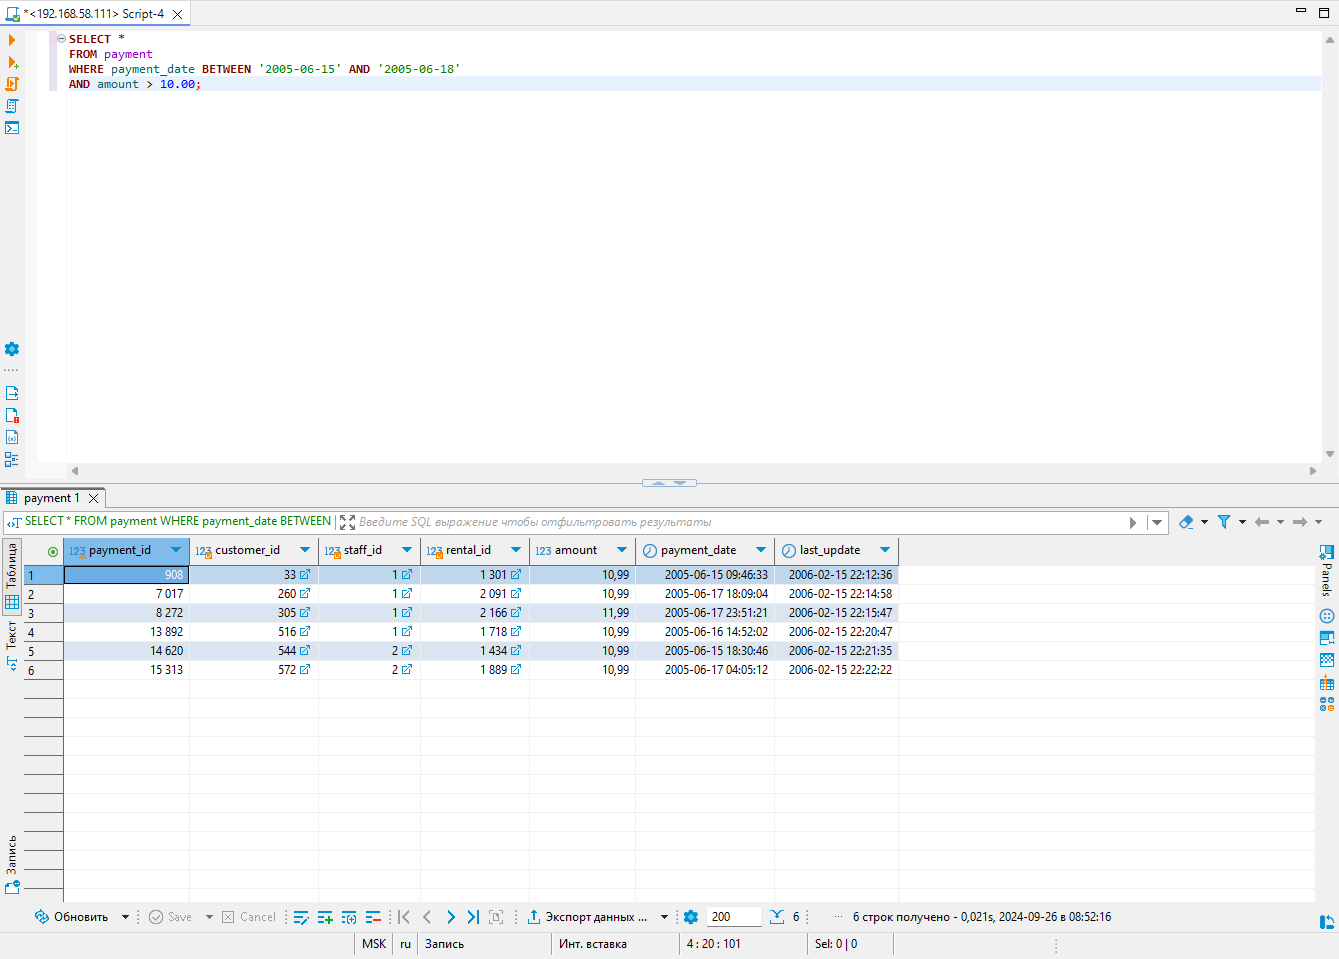 *<192.168.58.111> Script-4
SELECT *
FROM payment
WHERE payment_date BETWEEN '2005-06-15' AND '2005-06-18'
AND amount > 10.00;
payment 1
SELECT * FROM payment WHERE payment_date BETWEEN
Введите SQL выражение чтобы отфильтровать результаты
Таблица
Текст
Запись
Panels
payment_id customer_id staff_id rental_id amount payment_date last_update
1 908 33 1 1 301 10,99 2005-06-15 09:46:33 2006-02-15 22:12:36
2 7 017 260 1 2 091 10,99 2005-06-17 18:09:04 2006-02-15 22:14:58
3 8 272 305 1 2 166 11,99 2005-06-17 23:51:21 2006-02-15 22:15:47
4 13 892 516 1 1 718 10,99 2005-06-16 14:52:02 2006-02-15 22:20:47
5 14 620 544 2 1 434 10,99 2005-06-15 18:30:46 2006-02-15 22:21:35
6 15 313 572 2 1 889 10,99 2005-06-17 04:05:12 2006-02-15 22:22:22
Обновить Save Cancel Экспорт данных ... 200 6 ... 6 строк получено - 0,021s, 2024-09-26 в 08:52:16
MSK ru Запись Инт. вставка 4 : 20 : 101 Sel: 0 | 0